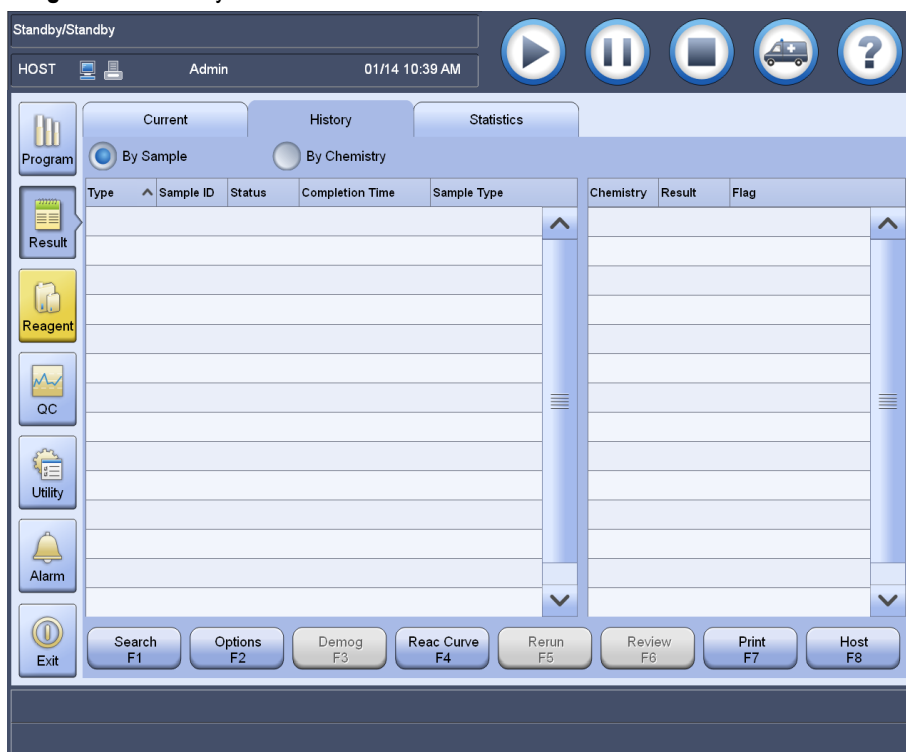 Standby/Standby
HOST Admin 01/14 10:39 AM
?
Current History Statistics
By Sample By Chemistry
Type Sample ID Status Completion Time Sample Type Chemistry Result Flag
Program
Result
Reagent
QC
Utility
Alarm
Exit
Search F1
Options F2
Demog F3
Reac Curve F4
Rerun F5
Review F6
Print F7
Host F8